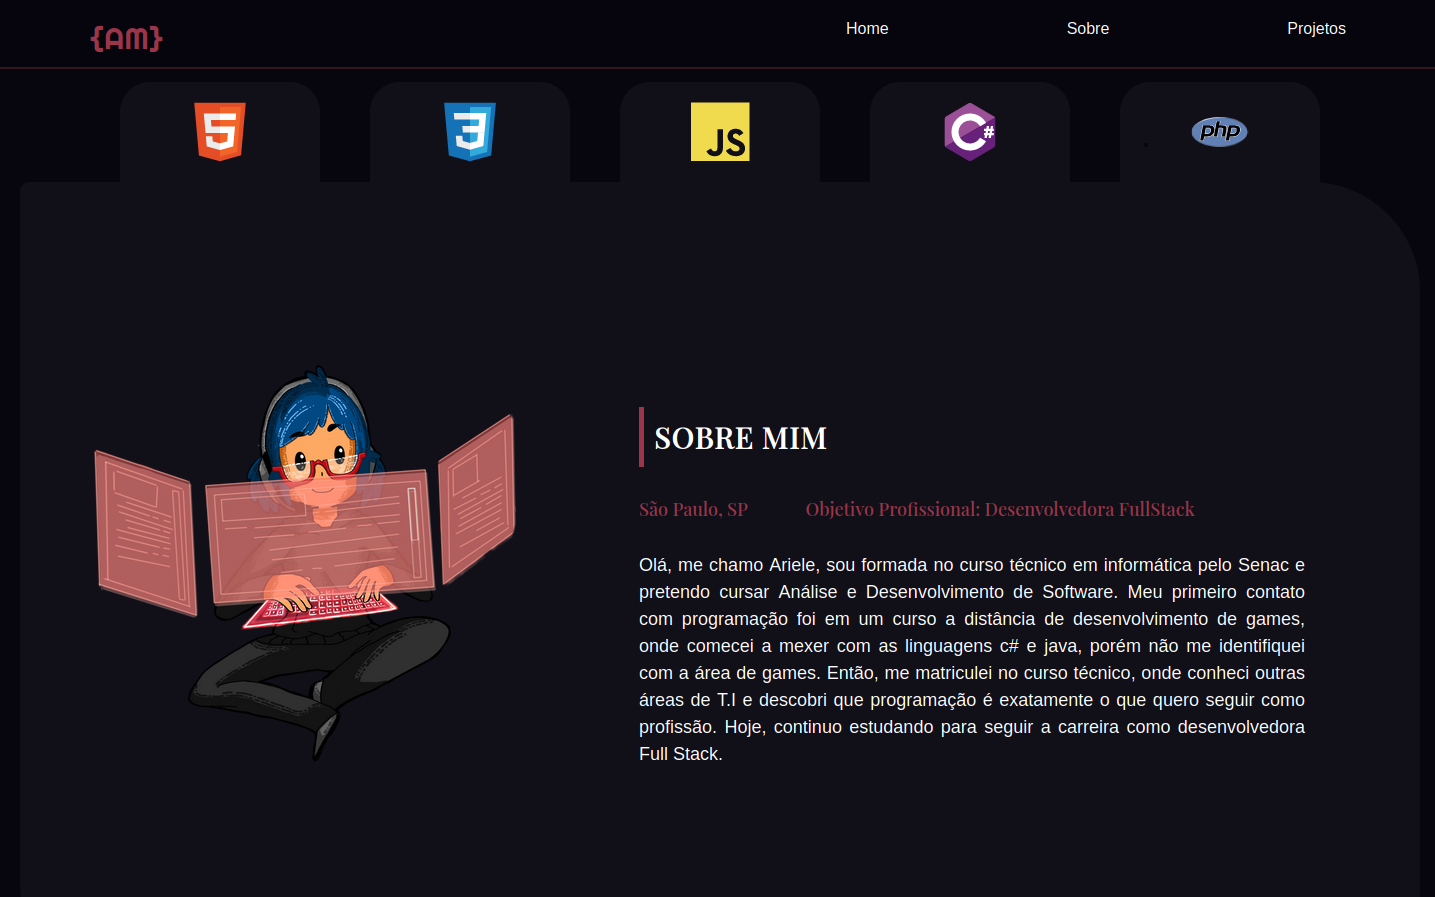 {AM}
Home
Sobre
Projetos
5
3
JS
C#
php
SOBRE MIM
São Paulo, SP
Objetivo Profissional: Desenvolvedora FullStack
Olá, me chamo Ariele, sou formada no curso técnico em informática pelo Senac e
pretendo cursar Análise e Desenvolvimento de Software. Meu primeiro contato
com programação foi em um curso a distância de desenvolvimento de games,
onde comecei a mexer com as linguagens c# e java, porém não me identifiquei
com a área de games. Então, me matriculei no curso técnico, onde conheci outras
áreas de T.I e descobri que programação é exatamente o que quero seguir como
profissão. Hoje, continuo estudando para seguir a carreira como desenvolvedora
Full Stack.